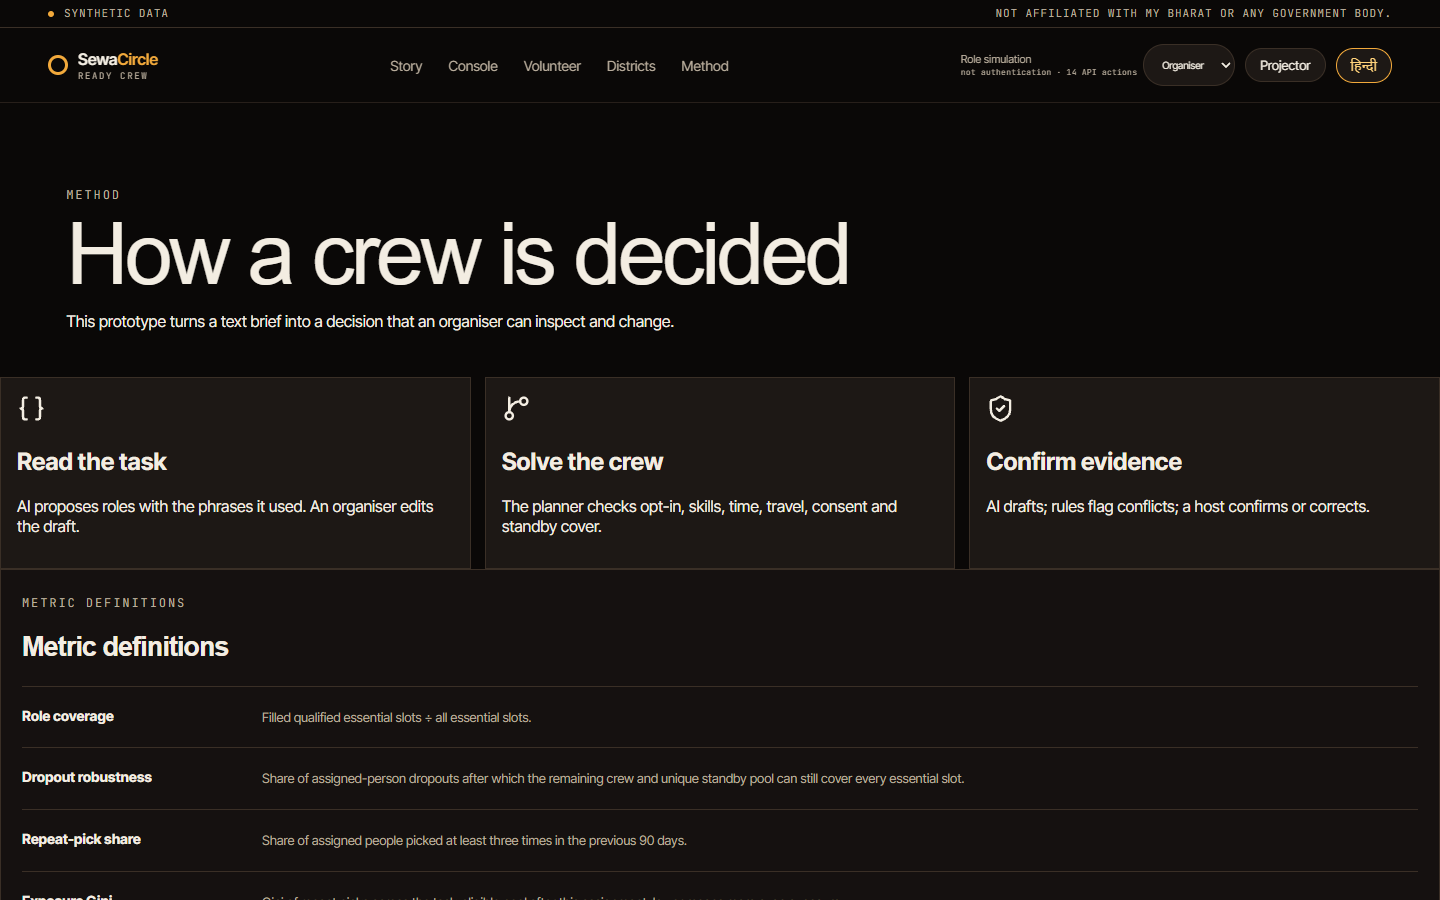 SYNTHETIC DATA
NOT AFFILIATED WITH MY BHARAT OR ANY GOVERNMENT BODY.
SewaCircle
READY CREW
Story
Console
Volunteer
Districts
Method
Role simulation
not authentication · 14 API actions
Organiser
Projector
हिन्दी
METHOD
How a crew is decided
This prototype turns a text brief into a decision that an organiser can inspect and change.
Read the task
AI proposes roles with the phrases it used. An organiser edits
the draft.
Solve the crew
The planner checks opt-in, skills, time, travel, consent and
standby cover.
Confirm evidence
AI drafts; rules flag conflicts; a host confirms or corrects.
METRIC DEFINITIONS
Metric definitions
Role coverage
Filled qualified essential slots ÷ all essential slots.
Dropout robustness
Share of assigned-person dropouts after which the remaining crew and unique standby pool can still cover every essential slot.
Repeat-pick share
Share of assigned people picked at least three times in the previous 90 days.
Exposure Gini